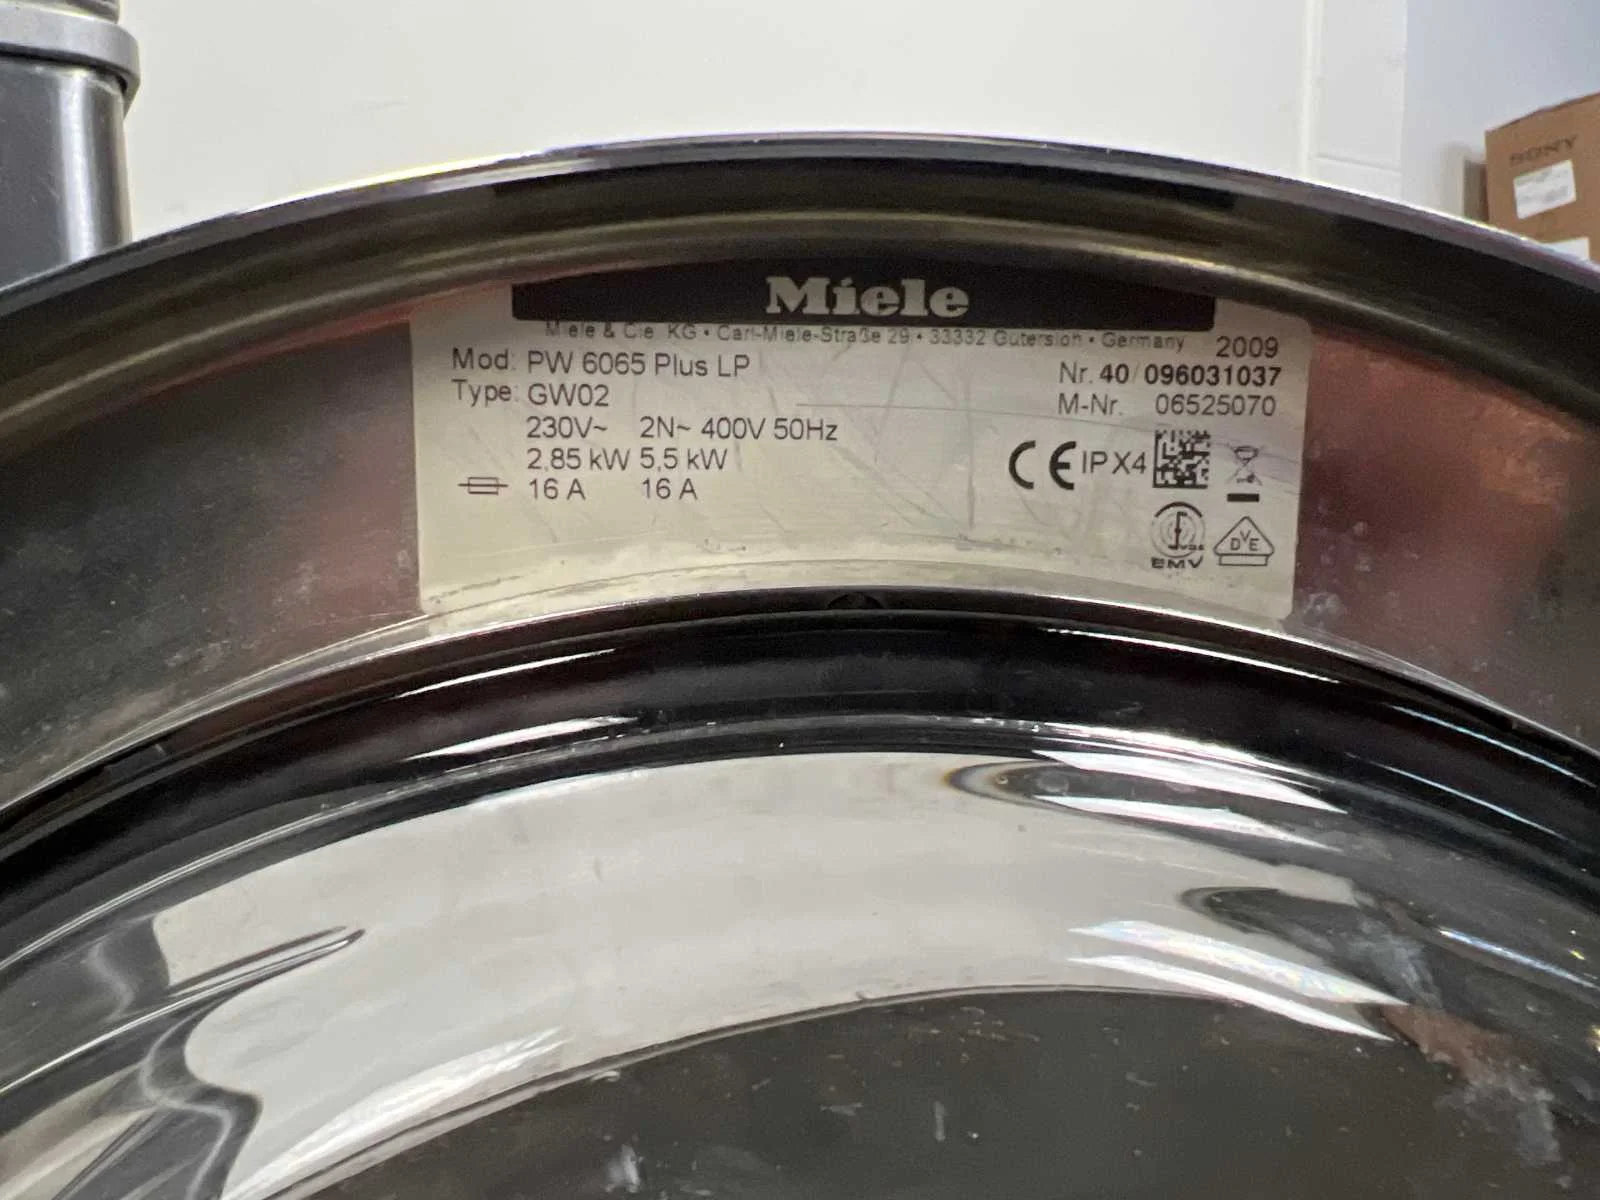 SONY
Miele
Miele & Cie. KG • Carl-Miele-Straße 29 • 33332 Gütersloh • Germany
2009
Mod: PW 6065 Plus LP
Nr. 40/096031037
Type: GW02
M-Nr. 06525070
230V~ 2N~ 400V 50Hz
2,85 kW 5,5 kW
CE IPX4
16 A 16 A
DVE
EMV